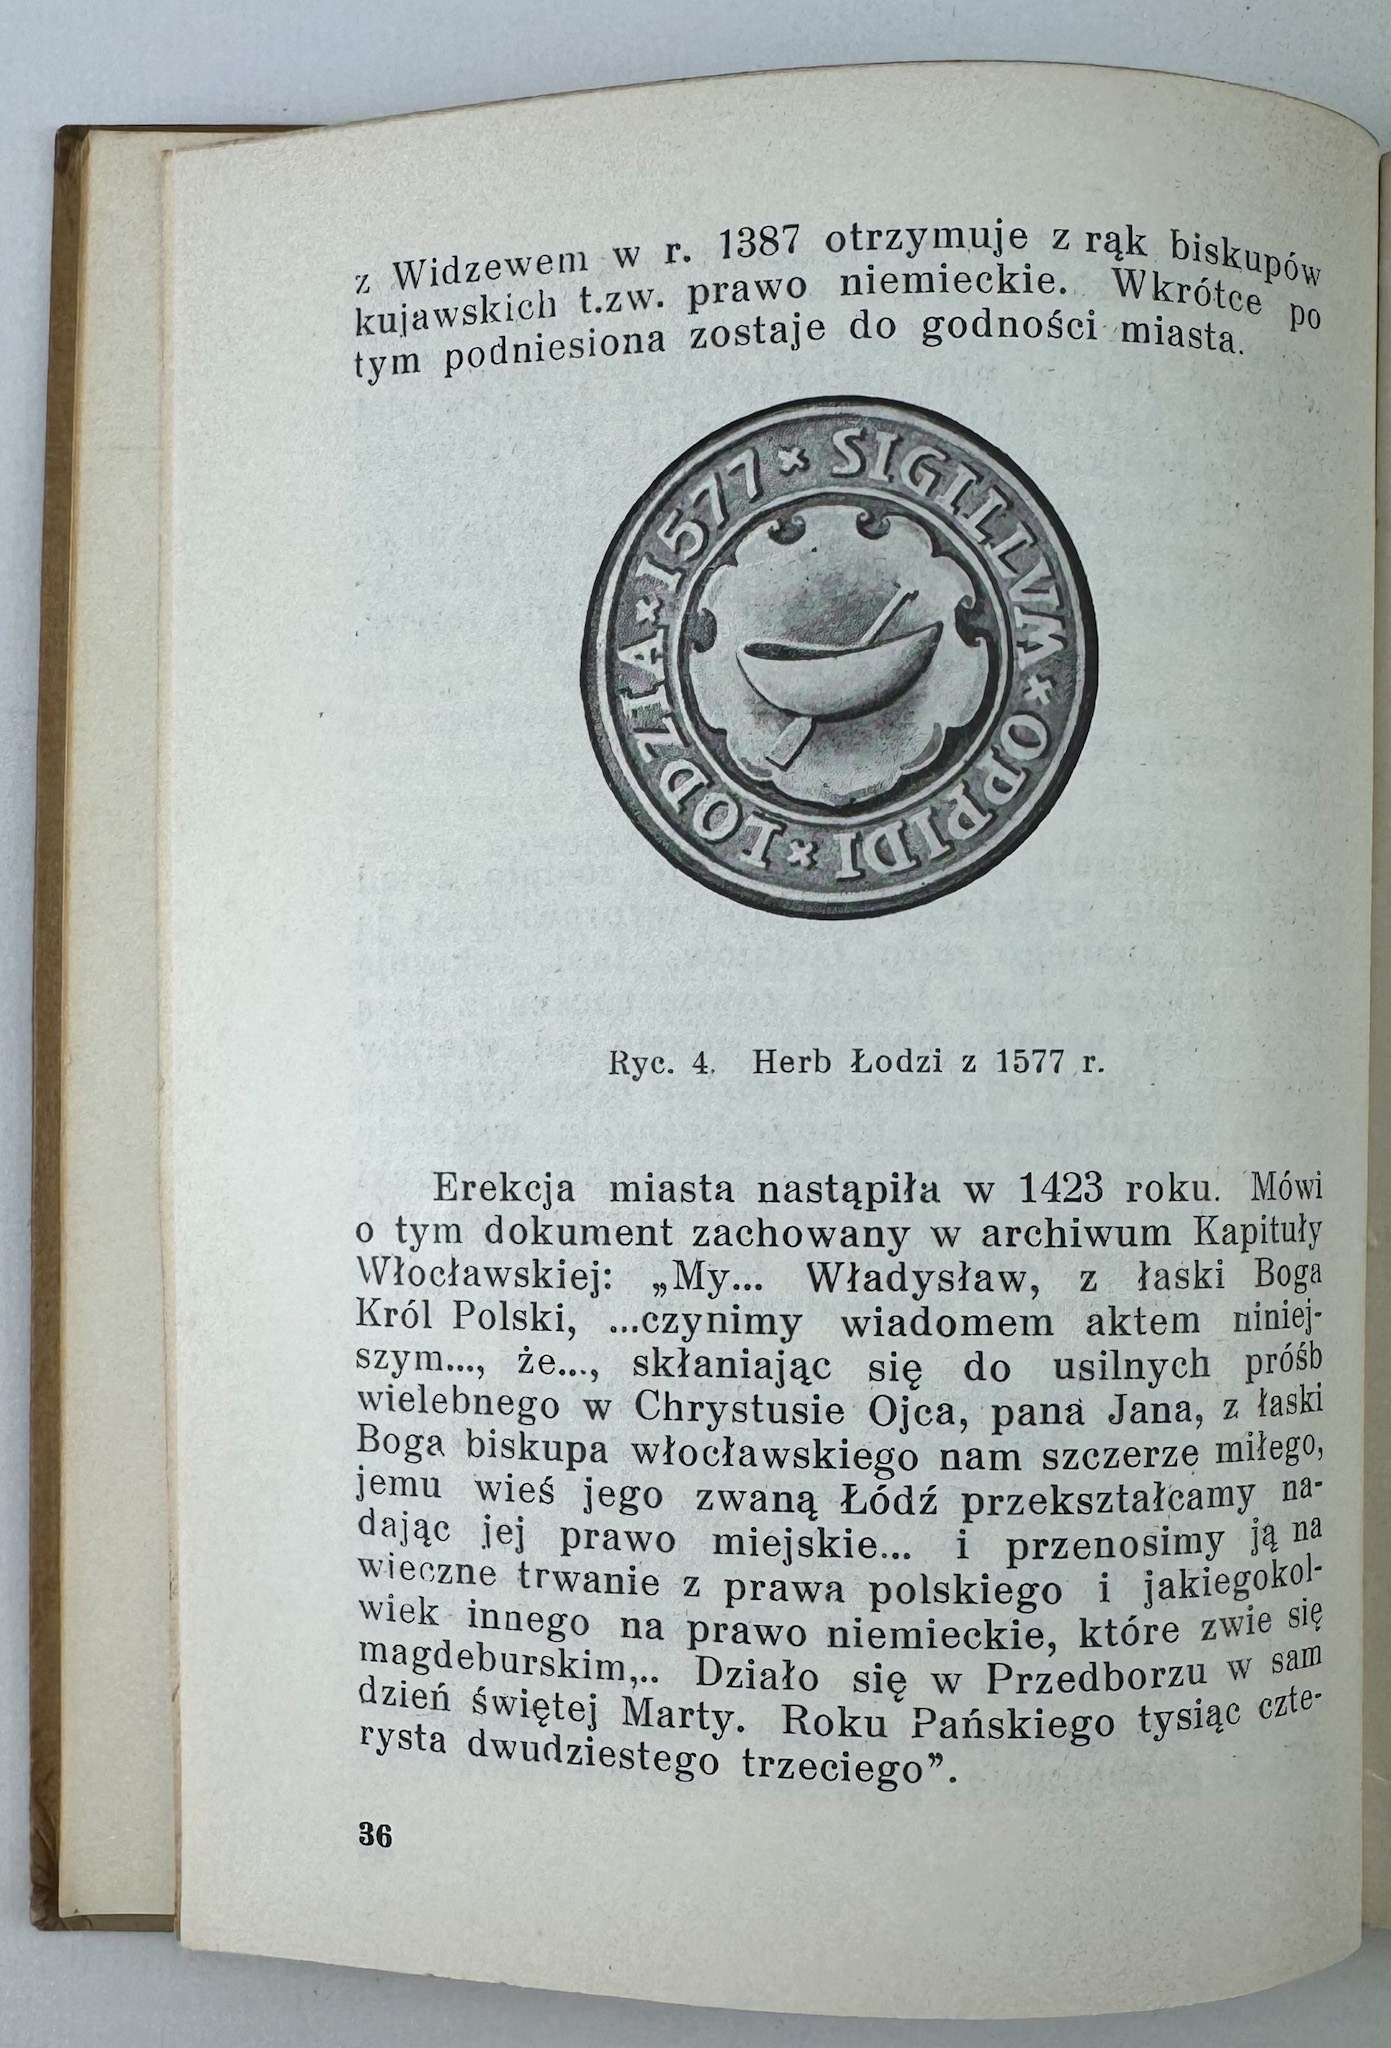 z Widzewem w r. 1387 otrzymuje z rąk biskupów
kujawskich t.zw. prawo niemieckie. Wkrótce po
tym podniesiona zostaje do godności miasta.
SIGILLVM * OPPIDI * LODZIA * 1577 *
Ryc. 4. Herb Łodzi z 1577 r.
Erekcja miasta nastąpiła w 1423 roku. Mówi
o tym dokument zachowany w archiwum Kapituły
Włocławskiej: „My... Władysław, z łaski Boga
Król Polski, ...czynimy wiadomem aktem niniej-
szym..., że..., skłaniając się do usilnych próśb
wielebnego w Chrystusie Ojca, pana Jana, z łaski
Boga biskupa włocławskiego nam szczerze miłego,
jemu wieś jego zwaną Łódź przekształcamy na-
dając jej prawo miejskie... i przenosimy ją na
wieczne trwanie z prawa polskiego i jakiegokol-
wiek innego na prawo niemieckie, które zwie się
magdeburskim,.. Działo się w Przedborzu w sam
dzień świętej Marty. Roku Pańskiego tysiąc czte-
rysta dwudziestego trzeciego”.
36